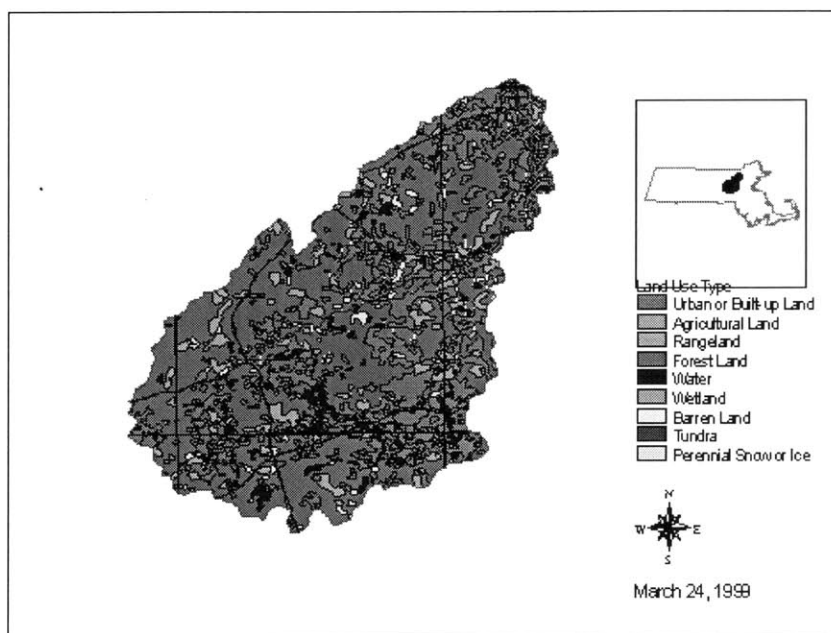 Land Use Type
Urban or Built-up Land
Agricultural Land
Rangeland
Forest Land
Water
Wetland
Barren Land
Tundra
Perennial Snow or Ice
N
W E
S
March 24, 1999